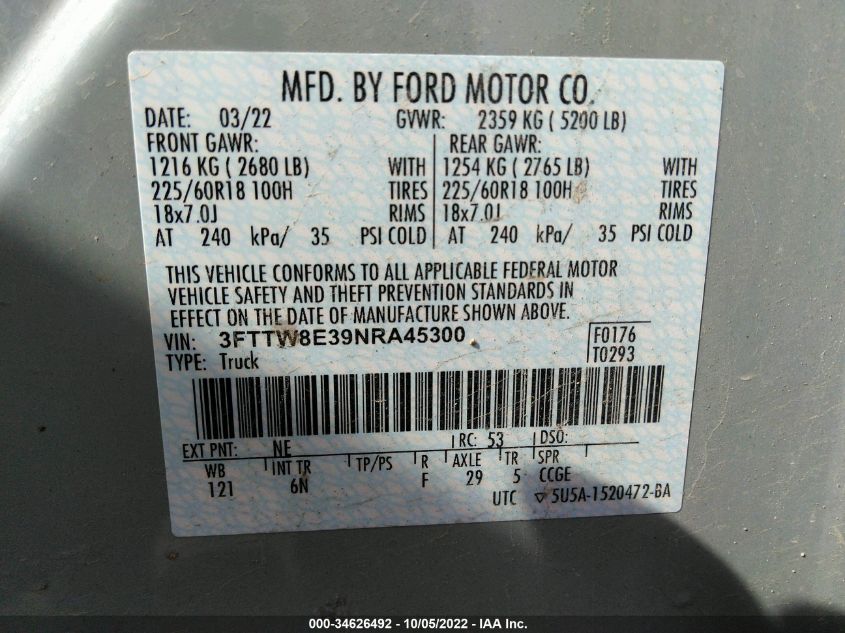 MFD. BY FORD MOTOR CO.
DATE: 03/22 GVWR: 2359 KG ( 5200 LB)
FRONT GAWR: REAR GAWR:
1216 KG ( 2680 LB) WITH 1254 KG ( 2765 LB) WITH
225/60R18 100H TIRES 225/60R18 100H TIRES
18x7.0J RIMS 18x7.0J RIMS
AT 240 kPa/ 35 PSI COLD AT 240 kPa/ 35 PSI COLD
THIS VEHICLE CONFORMS TO ALL APPLICABLE FEDERAL MOTOR
VEHICLE SAFETY AND THEFT PREVENTION STANDARDS IN
EFFECT ON THE DATE OF MANUFACTURE SHOWN ABOVE.
VIN: 3FTTW8E39NRA45300 F0176
TYPE: Truck T0293
EXT PNT: NE RC: 53 DSO:
WB INT TR TP/PS R AXLE TR SPR
121 6N F 29 5 CCGE
UTC ▽ 5U5A-1520472-BA
000-34626492 - 10/05/2022 - IAA Inc.